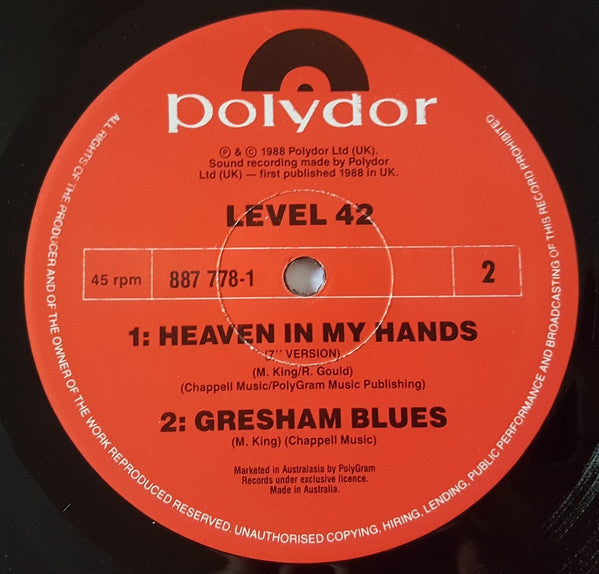 polydor
Ⓟ & © 1988 Polydor Ltd (UK).
Sound recording made by Polydor
Ltd (UK) — first published 1988 in UK.
LEVEL 42
45 rpm 887 778-1 2
1: HEAVEN IN MY HANDS
(7" VERSION)
(M. King/R. Gould)
(Chappell Music/PolyGram Music Publishing)
2: GRESHAM BLUES
(M. King) (Chappell Music)
Marketed in Australasia by PolyGram
Records under exclusive licence.
Made in Australia.
ALL RIGHTS OF THE PRODUCER AND OF THE OWNER OF THE WORK REPRODUCED RESERVED. UNAUTHORISED COPYING, HIRING, LENDING, PUBLIC PERFORMANCE AND BROADCASTING OF THIS RECORD PROHIBITED